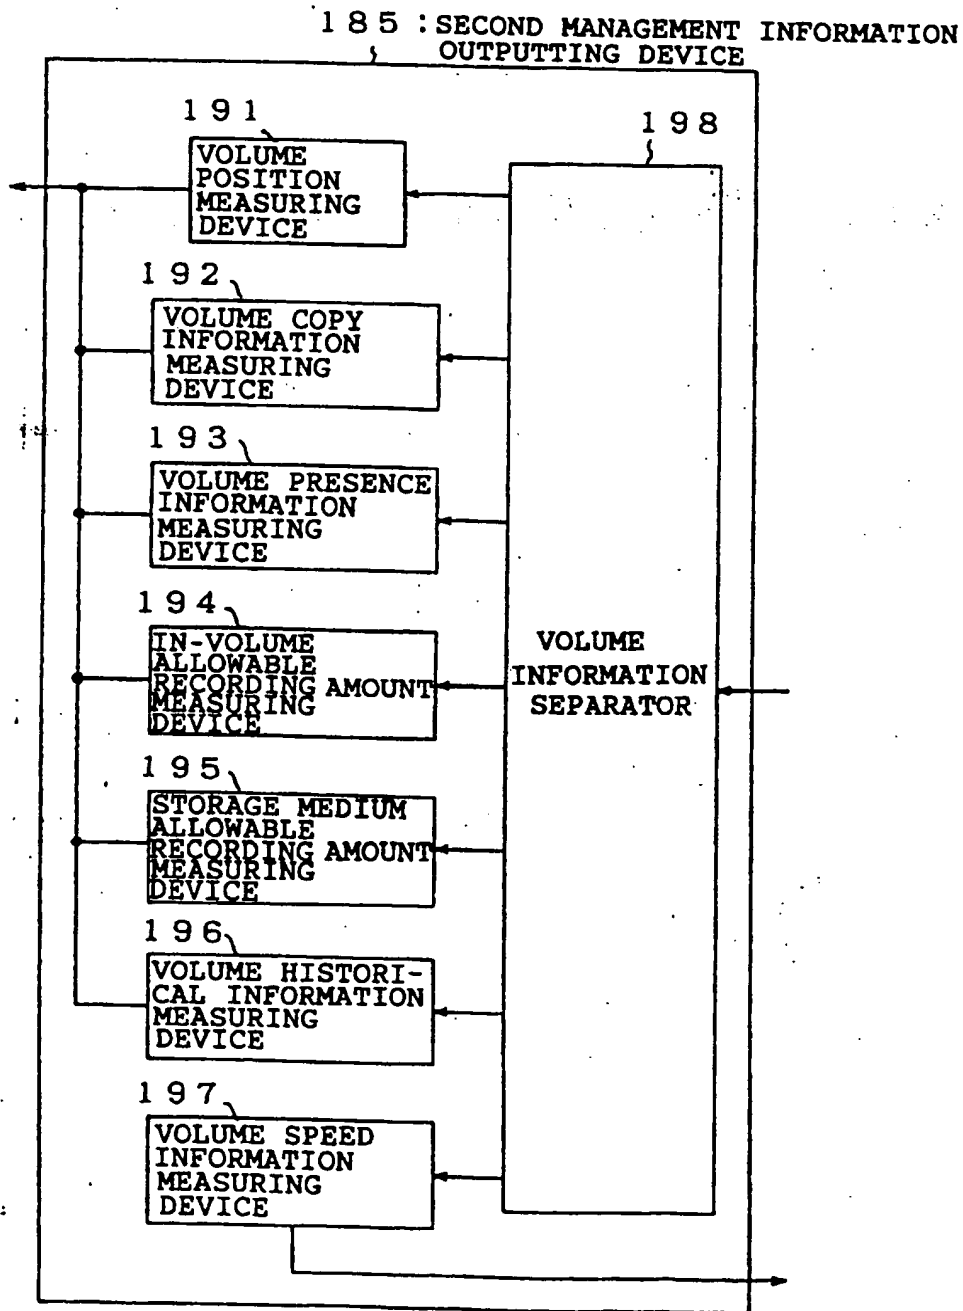 185 : SECOND MANAGEMENT INFORMATION
OUTPUTTING DEVICE
191
VOLUME
POSITION
MEASURING
DEVICE
198
192
VOLUME COPY
INFORMATION
MEASURING
DEVICE
193
VOLUME PRESENCE
INFORMATION
MEASURING
DEVICE
194
IN-VOLUME
ALLOWABLE
RECORDING AMOUNT
MEASURING
DEVICE
VOLUME
INFORMATION
SEPARATOR
195
STORAGE MEDIUM
ALLOWABLE
RECORDING AMOUNT
MEASURING
DEVICE
196
VOLUME HISTORI-
CAL INFORMATION
MEASURING
DEVICE
197
VOLUME SPEED
INFORMATION
MEASURING
DEVICE